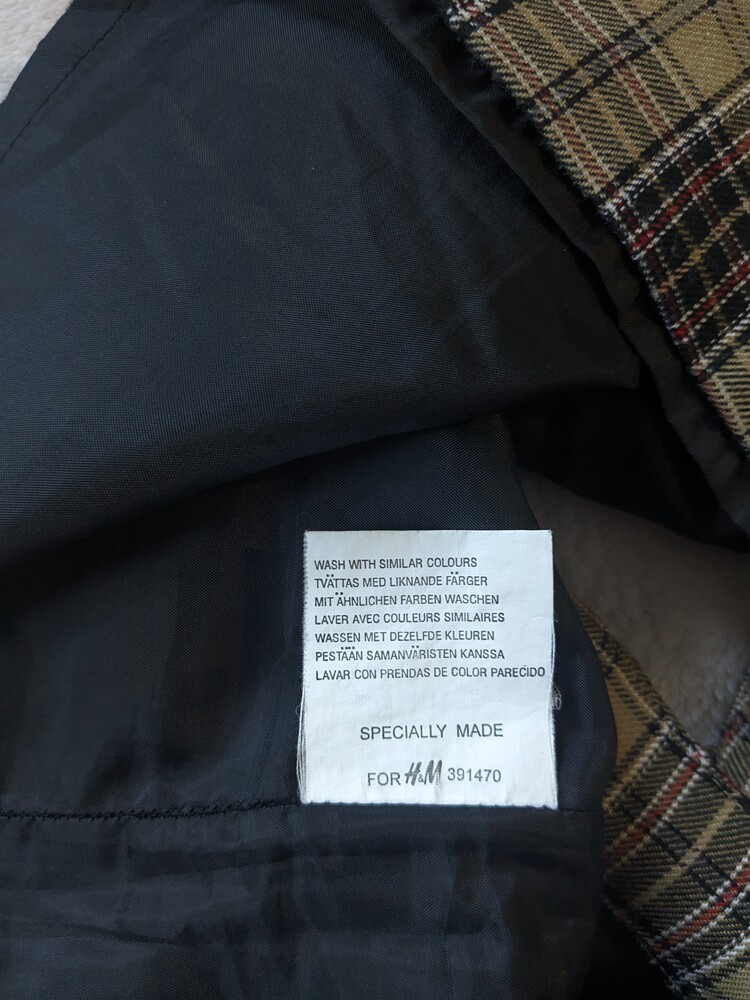 WASH WITH SIMILAR COLOURS
TVÄTTAS MED LIKNANDE FÄRGER
MIT ÄHNLICHEN FARBEN WASCHEN
LAVER AVEC COULEURS SIMILAIRES
WASSEN MET DEZELFDE KLEUREN
PESTÄÄN SAMANVÄRISTEN KANSSA
LAVAR CON PRENDAS DE COLOR PARECIDO
SPECIALLY MADE
FOR H&M 391470